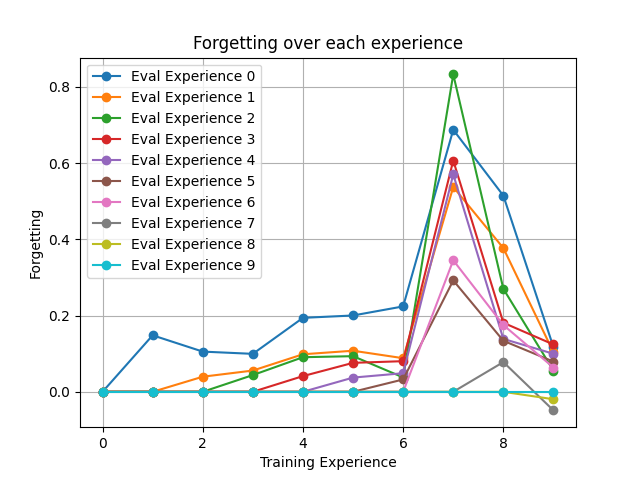 Forgetting over each experience
Eval Experience 0
Eval Experience 1
Eval Experience 2
Eval Experience 3
Eval Experience 4
Eval Experience 5
Eval Experience 6
Eval Experience 7
Eval Experience 8
Eval Experience 9
Forgetting
0.8
0.6
0.4
0.2
0.0
0 2 4 6 8
Training Experience